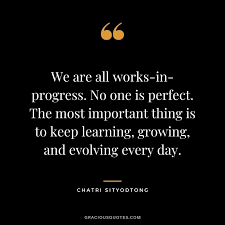 “
We are all works-in-
progress. No one is perfect.
The most important thing is
to keep learning, growing,
and evolving every day.
CHATRI SITYODTONG
GRACIOUSQUOTES.COM